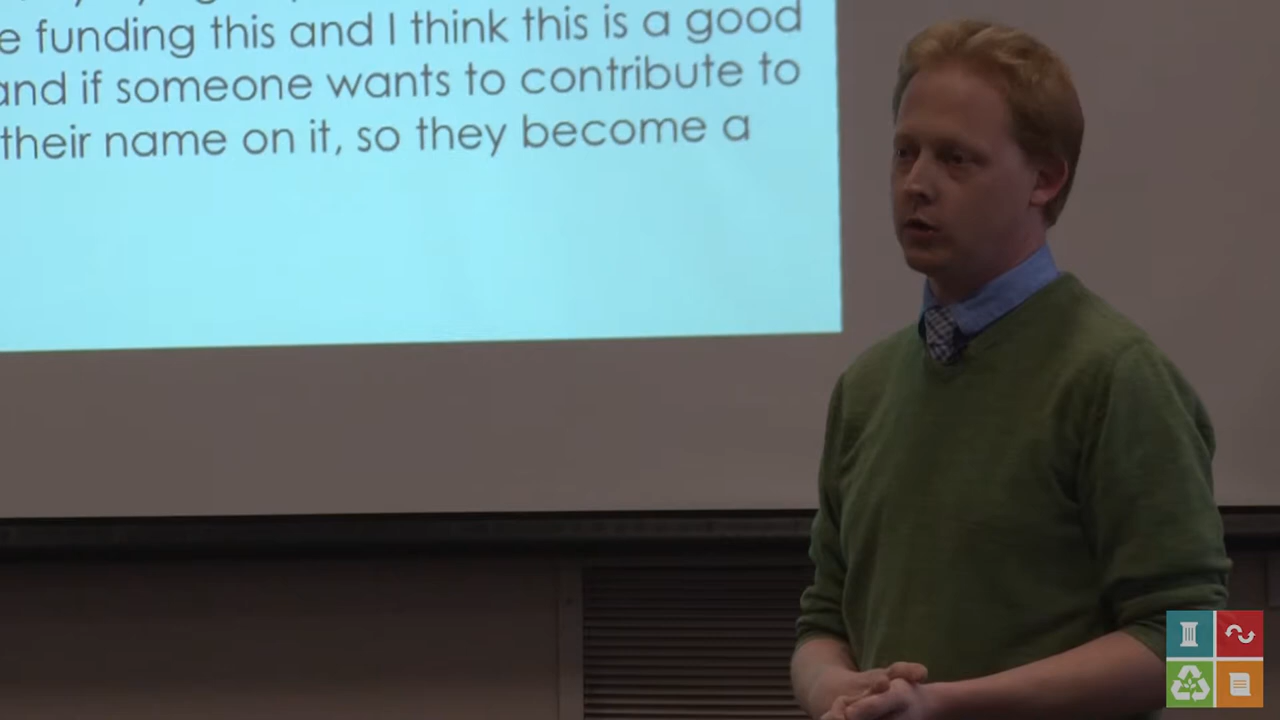 e funding this and I think this is a good
and if someone wants to contribute to
their name on it, so they become a